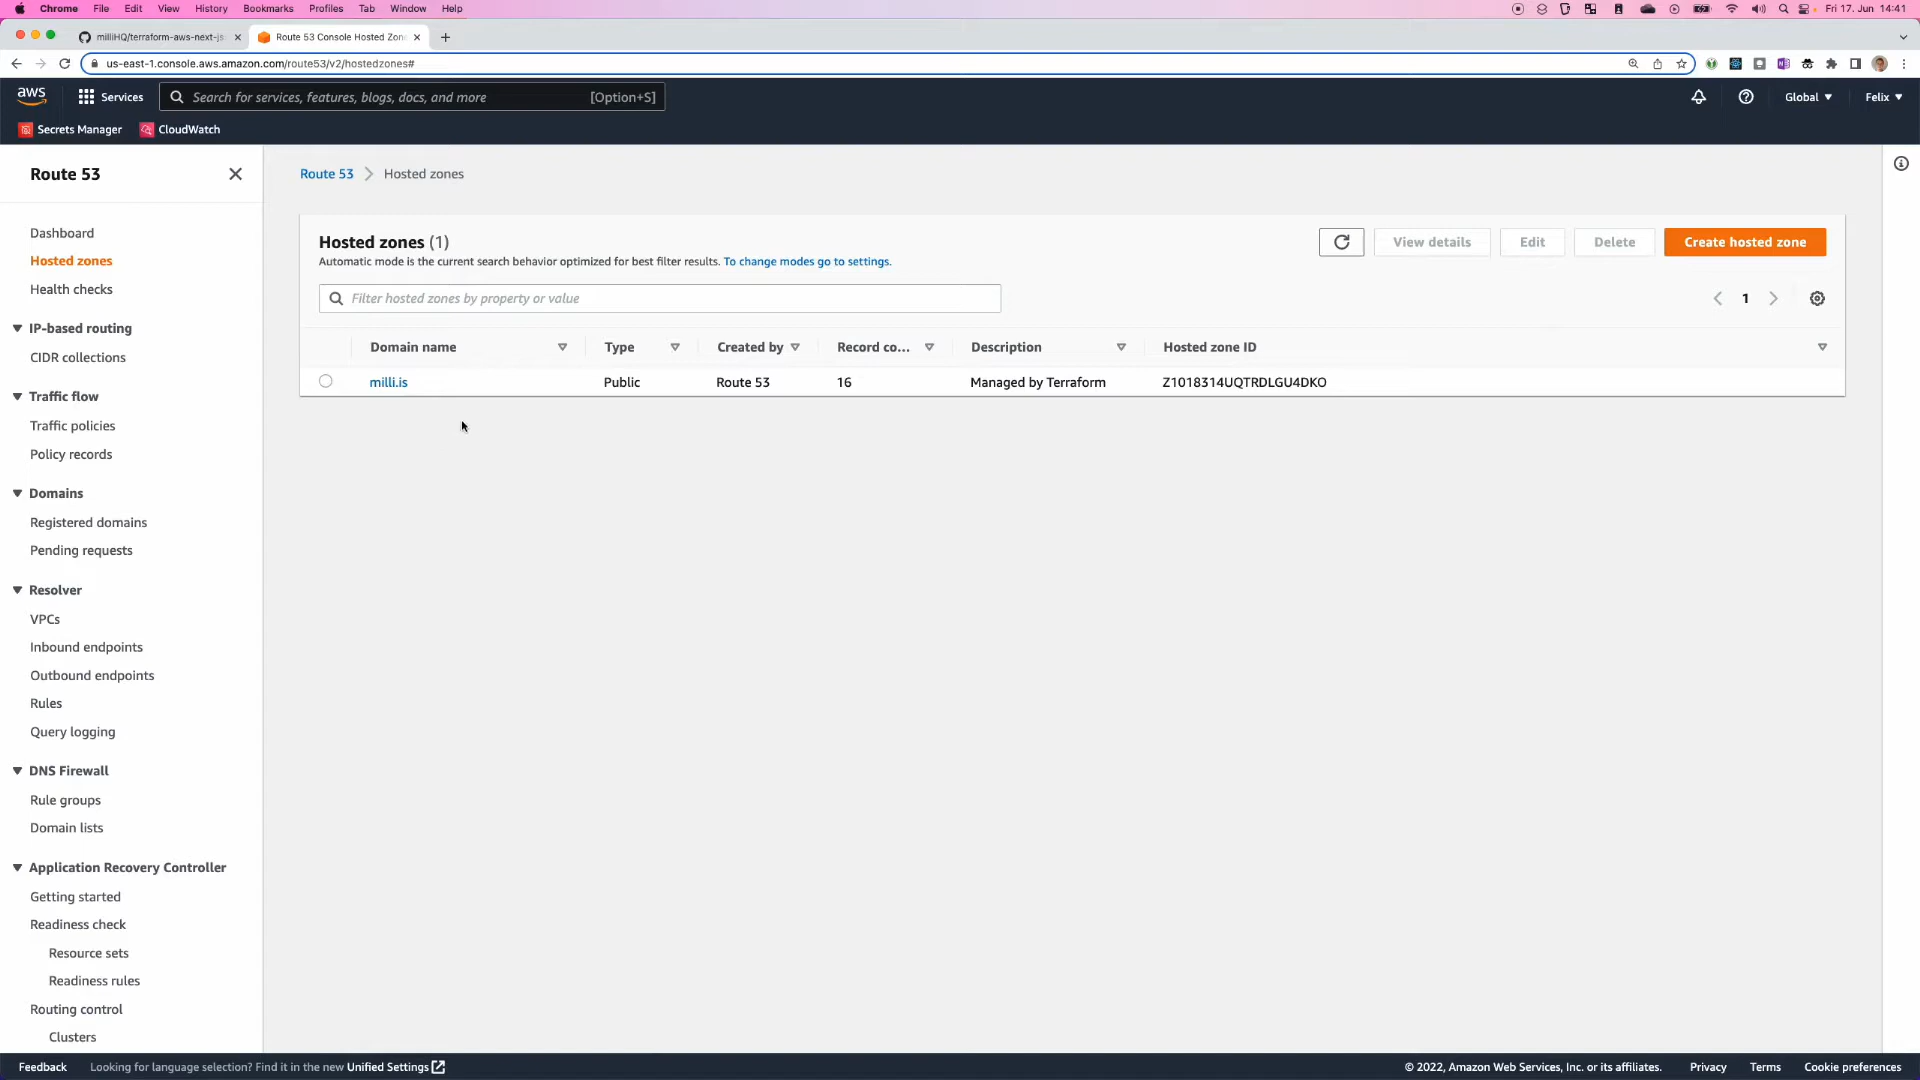 Chrome File Edit View History Bookmarks Profiles Tab Window Help Fri 17. Jun 14:41
milliHQ/terraform-aws-next-js Route 53 Console Hosted Zon
us-east-1.console.aws.amazon.com/route53/v2/hostedzones#
aws Services Search for services, features, blogs, docs, and more [Option+S] Global Felix
Secrets Manager CloudWatch
Route 53
Dashboard
Hosted zones
Health checks
IP-based routing
CIDR collections
Traffic flow
Traffic policies
Policy records
Domains
Registered domains
Pending requests
Resolver
VPCs
Inbound endpoints
Outbound endpoints
Rules
Query logging
DNS Firewall
Rule groups
Domain lists
Application Recovery Controller
Getting started
Readiness check
Resource sets
Readiness rules
Routing control
Clusters
Route 53 > Hosted zones
Hosted zones (1) View details Edit Delete Create hosted zone
Automatic mode is the current search behavior optimized for best filter results. To change modes go to settings.
Filter hosted zones by property or value 1
Domain name Type Created by Record co... Description Hosted zone ID
milli.is Public Route 53 16 Managed by Terraform Z1018314UQTRDLGU4DKO
Feedback Looking for language selection? Find it in the new Unified Settings © 2022, Amazon Web Services, Inc. or its affiliates. Privacy Terms Cookie preferences